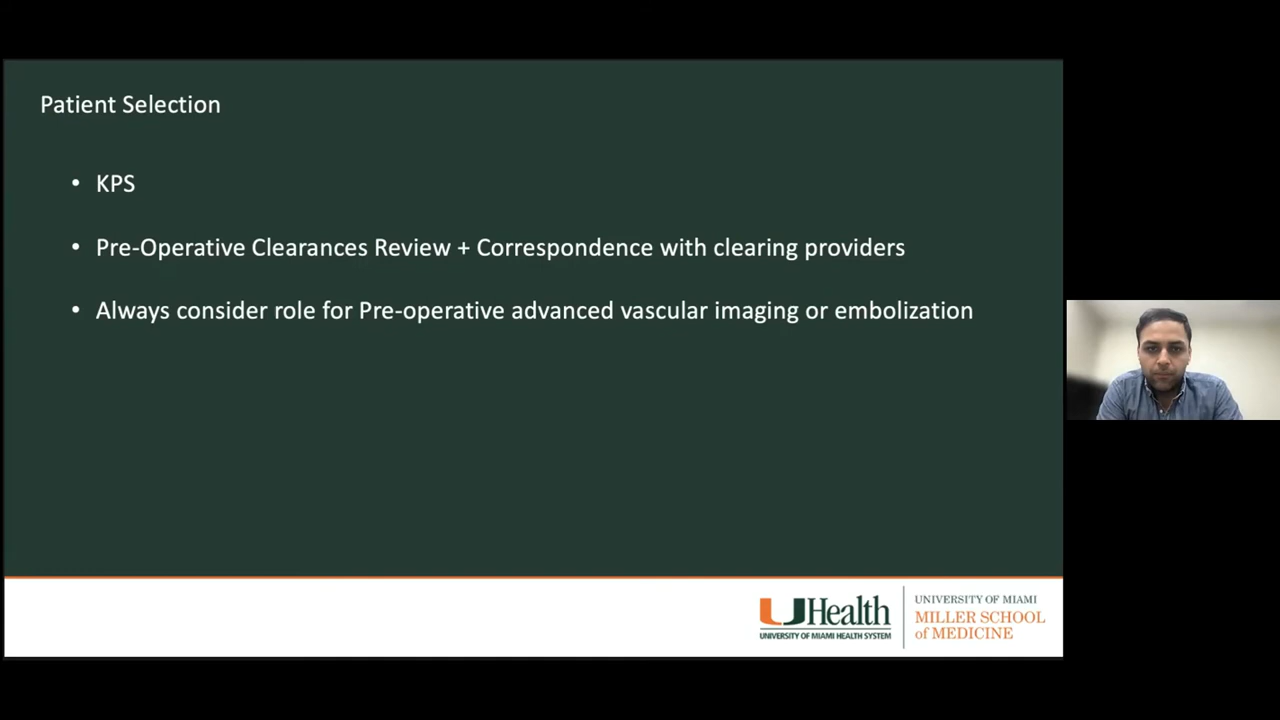 Patient Selection
• KPS
• Pre-Operative Clearances Review + Correspondence with clearing providers
• Always consider role for Pre-operative advanced vascular imaging or embolization
UHealth
UNIVERSITY OF MIAMI HEALTH SYSTEM
UNIVERSITY OF MIAMI
MILLER SCHOOL
of MEDICINE